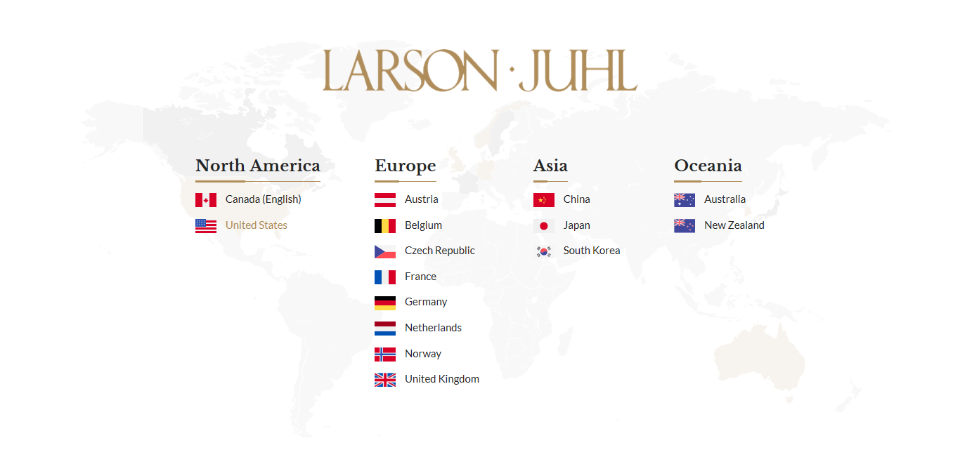 LARSON·JUHL
North America
Canada (English)
United States
Europe
Austria
Belgium
Czech Republic
France
Germany
Netherlands
Norway
United Kingdom
Asia
China
Japan
South Korea
Oceania
Australia
New Zealand